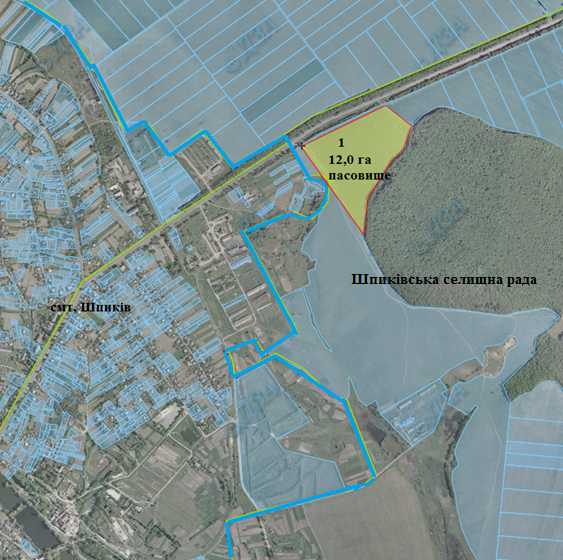 1
12,0 га
пасовище
Шпиківська селищна рада
смт. Шпиків